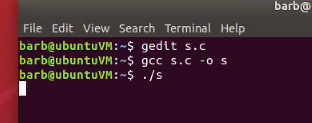 barb@
File Edit View Search Terminal Help
barb@ubuntuVM:~$ gedit s.c
barb@ubuntuVM:~$ gcc s.c -o s
barb@ubuntuVM:~$ ./s